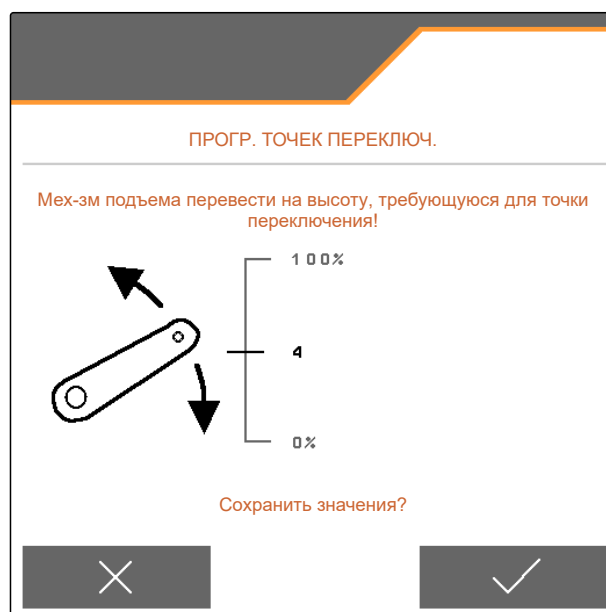 ПРОГР. ТОЧЕК ПЕРЕКЛЮЧ.
Мех-зм подъема перевести на высоту, требующуюся для точки
переключения!
100%
4
0%
Сохранить значения?